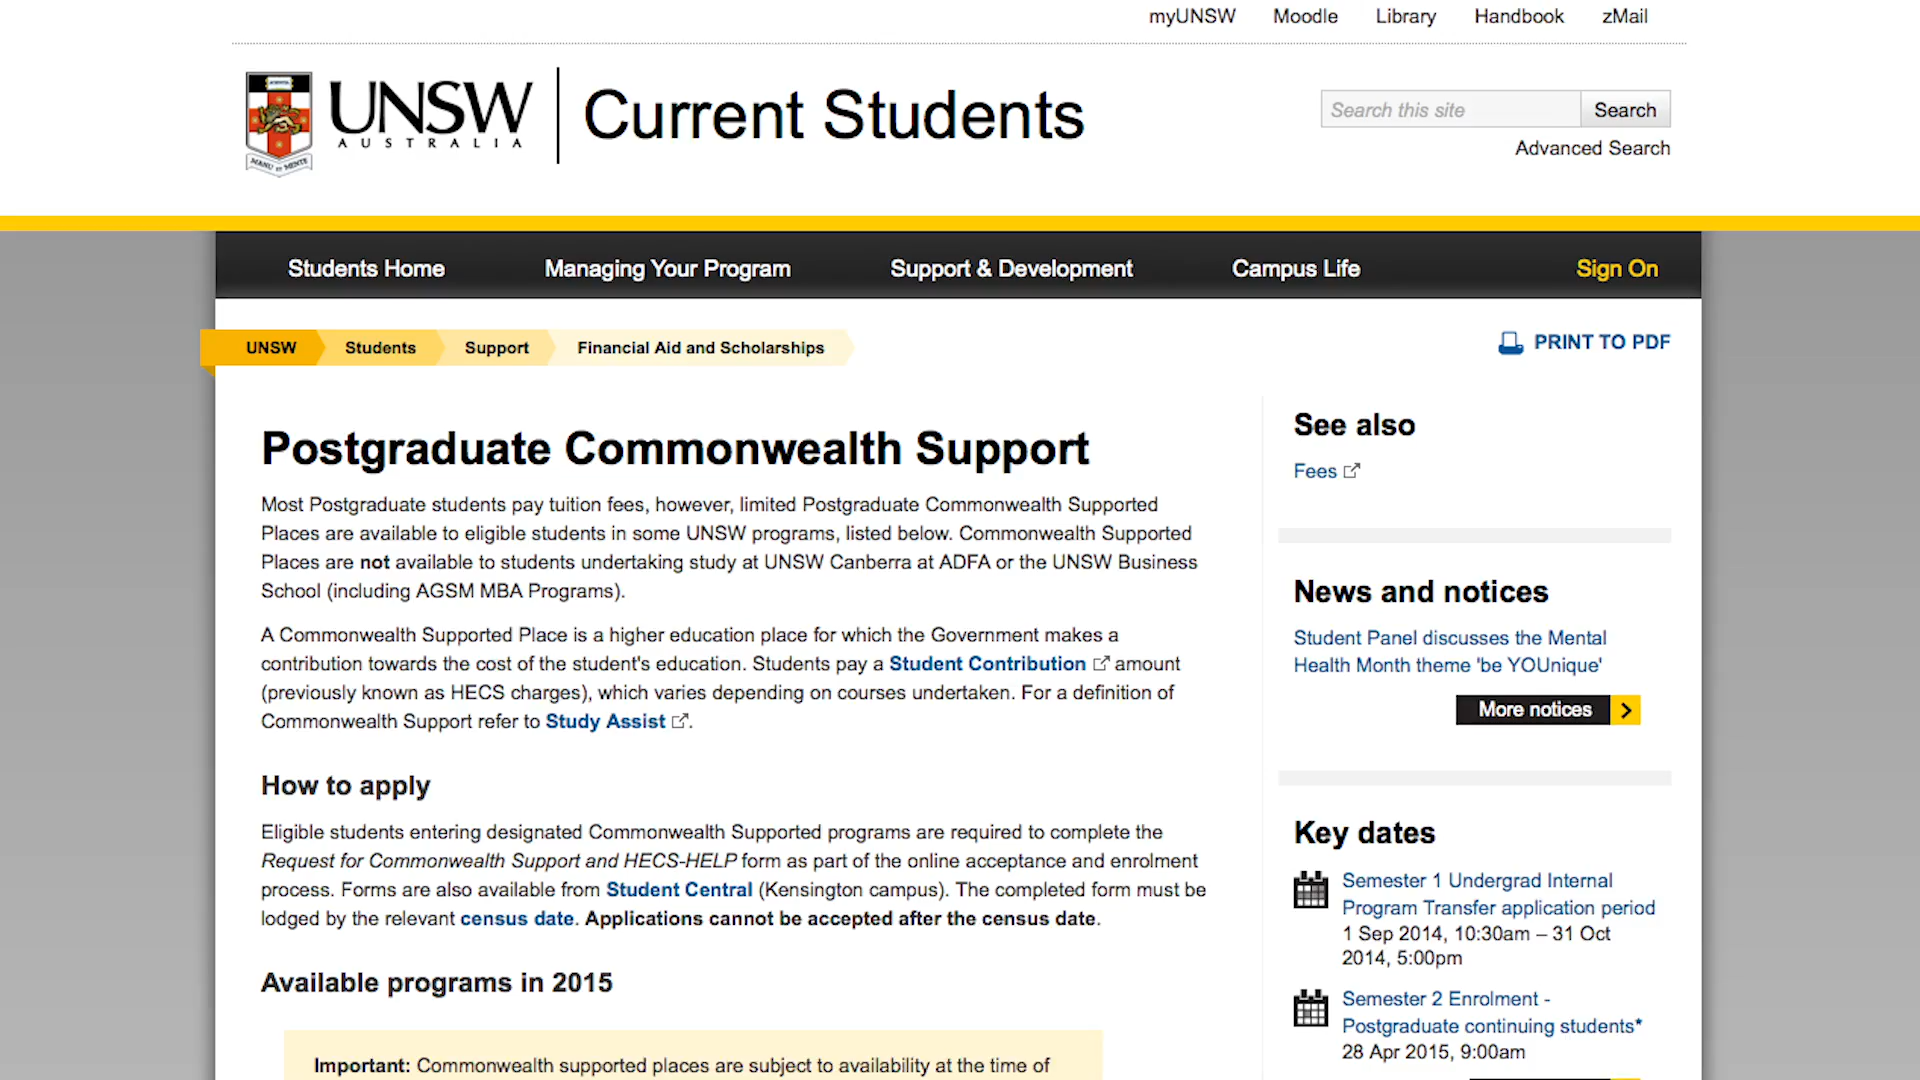 myUNSW Moodle Library Handbook zMail
UNSW
AUSTRALIA
MANU ET MENTE
Current Students
Search this site Search
Advanced Search
Students Home Managing Your Program Support & Development Campus Life Sign On
UNSW Students Support Financial Aid and Scholarships
PRINT TO PDF
Postgraduate Commonwealth Support
Most Postgraduate students pay tuition fees, however, limited Postgraduate Commonwealth Supported
Places are available to eligible students in some UNSW programs, listed below. Commonwealth Supported
Places are not available to students undertaking study at UNSW Canberra at ADFA or the UNSW Business
School (including AGSM MBA Programs).
A Commonwealth Supported Place is a higher education place for which the Government makes a
contribution towards the cost of the student's education. Students pay a Student Contribution amount
(previously known as HECS charges), which varies depending on courses undertaken. For a definition of
Commonwealth Support refer to Study Assist.
How to apply
Eligible students entering designated Commonwealth Supported programs are required to complete the
Request for Commonwealth Support and HECS-HELP form as part of the online acceptance and enrolment
process. Forms are also available from Student Central (Kensington campus). The completed form must be
lodged by the relevant census date. Applications cannot be accepted after the census date.
Available programs in 2015
Important: Commonwealth supported places are subject to availability at the time of
See also
Fees
News and notices
Student Panel discusses the Mental
Health Month theme 'be YOUnique'
More notices
Key dates
Semester 1 Undergrad Internal
Program Transfer application period
1 Sep 2014, 10:30am – 31 Oct
2014, 5:00pm
Semester 2 Enrolment -
Postgraduate continuing students*
28 Apr 2015, 9:00am